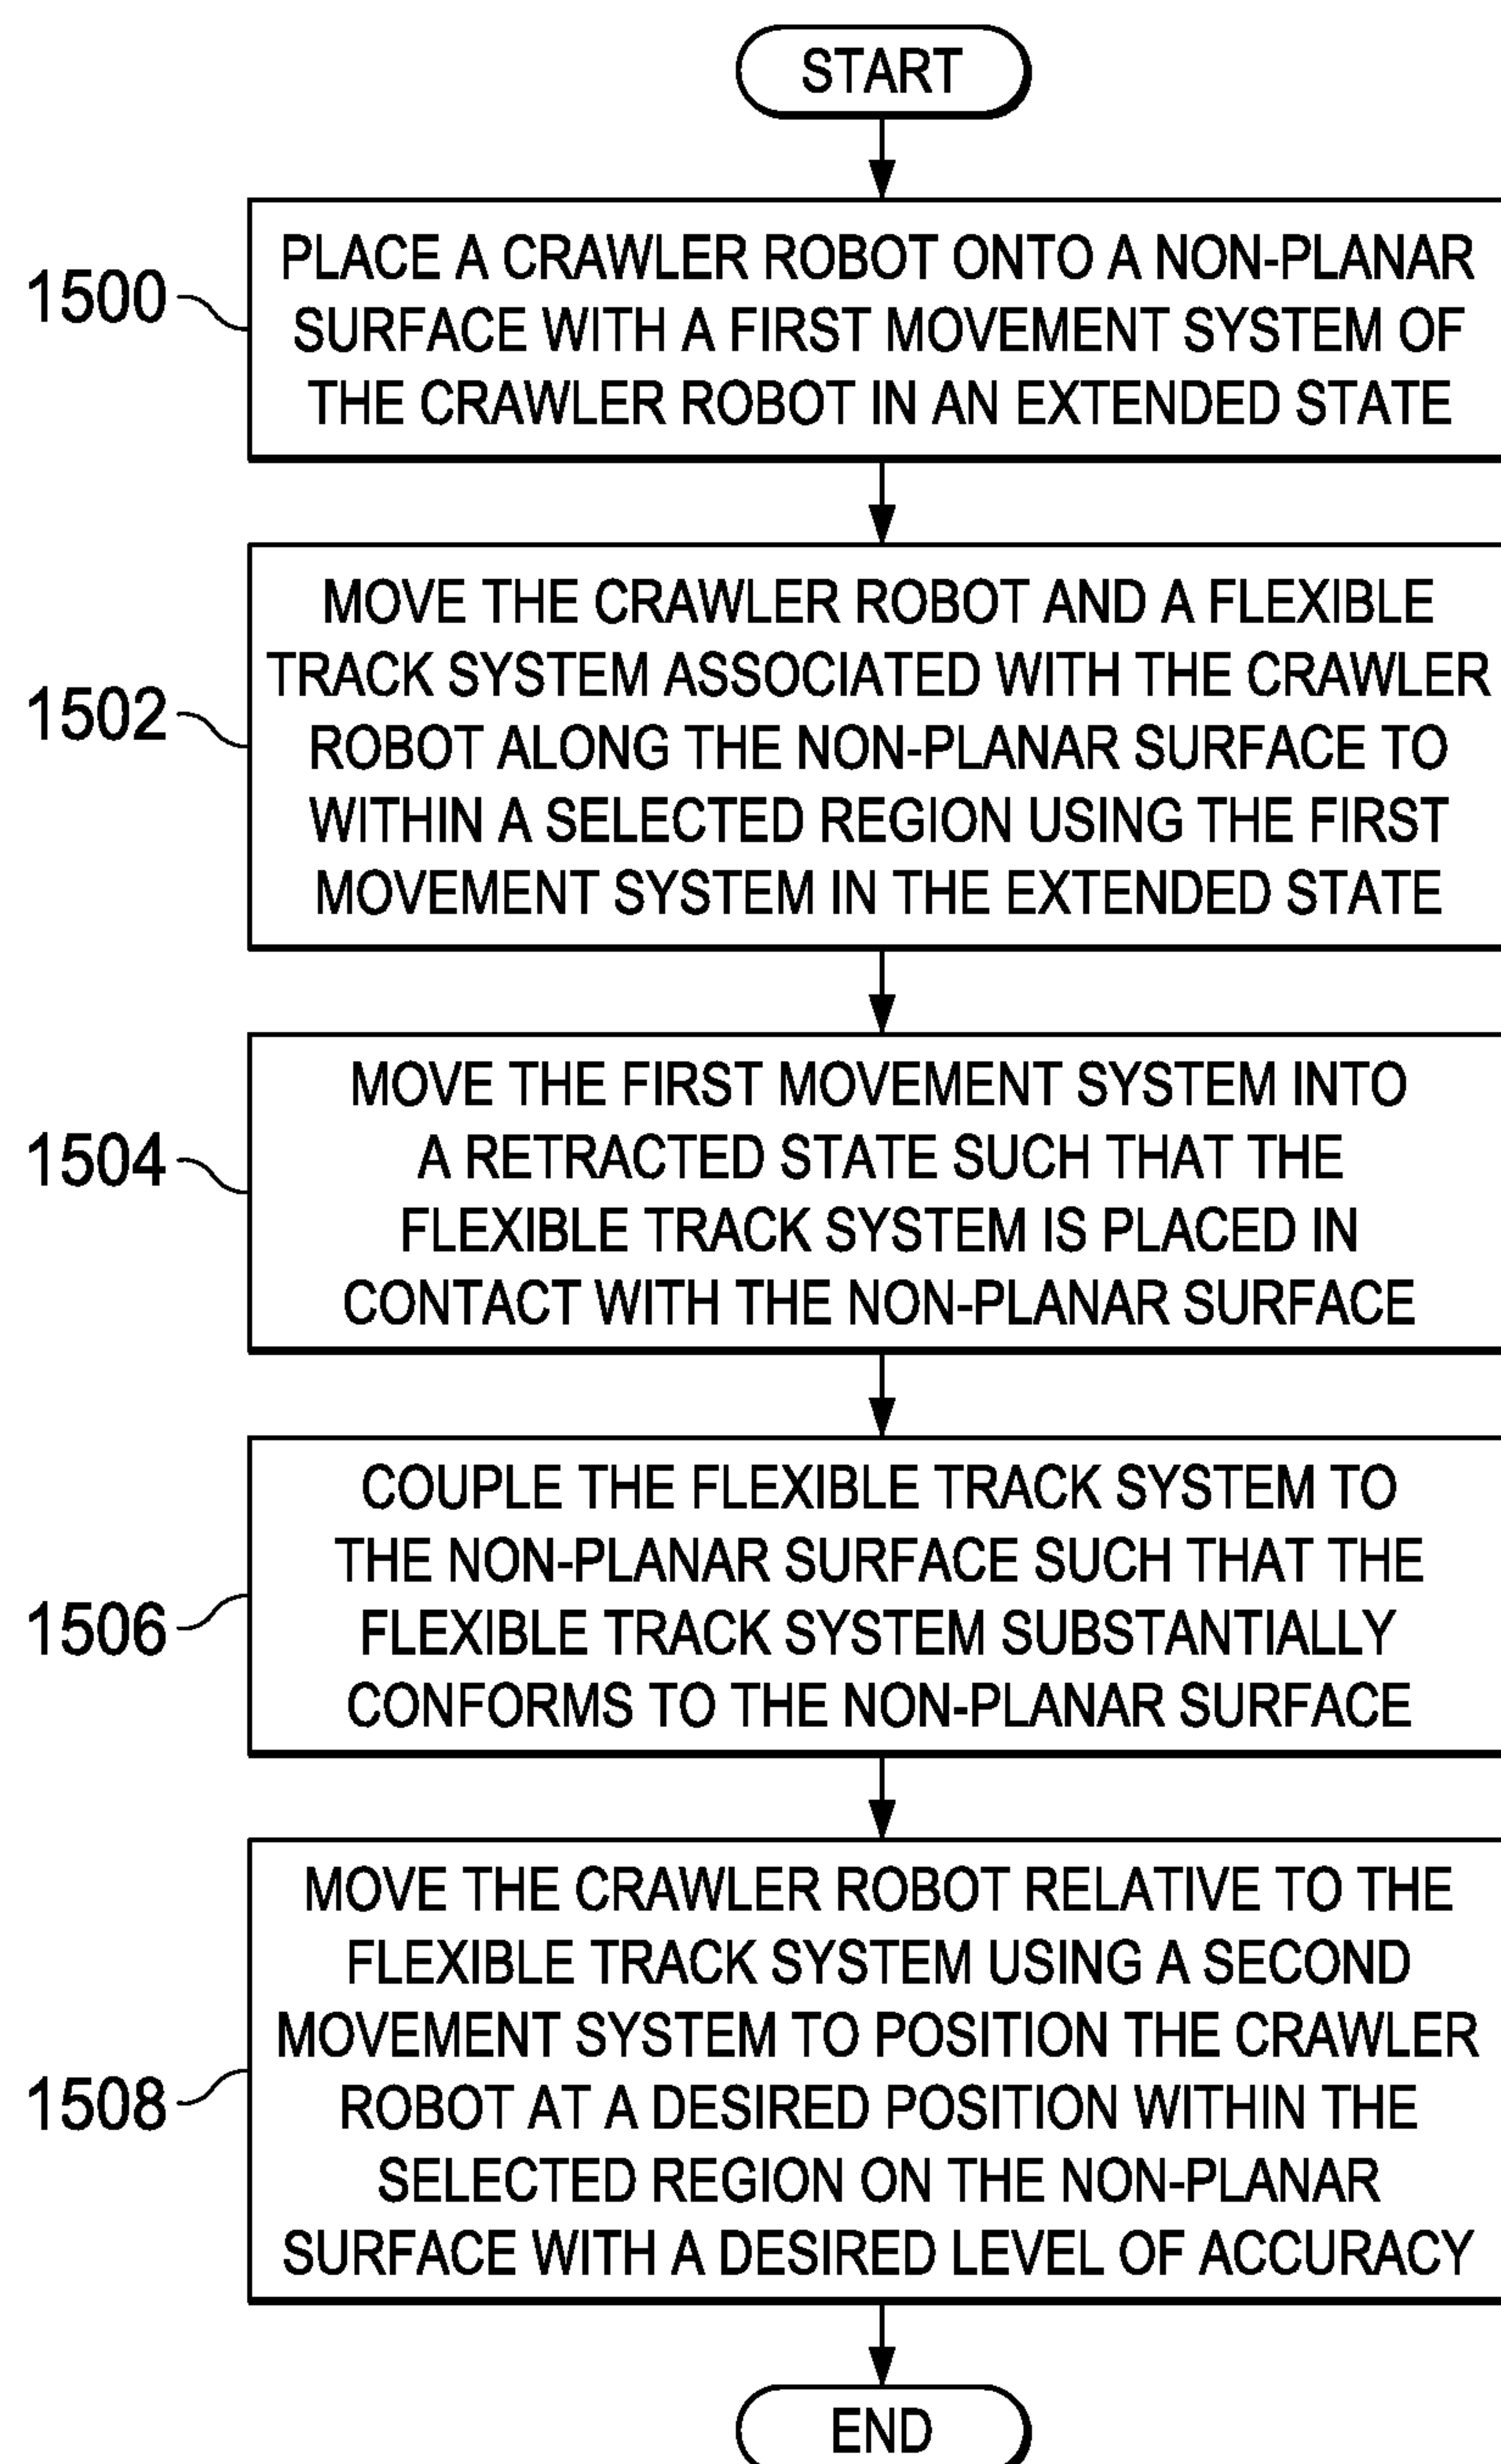 START
1500
PLACE A CRAWLER ROBOT ONTO A NON-PLANAR
SURFACE WITH A FIRST MOVEMENT SYSTEM OF
THE CRAWLER ROBOT IN AN EXTENDED STATE
1502
MOVE THE CRAWLER ROBOT AND A FLEXIBLE
TRACK SYSTEM ASSOCIATED WITH THE CRAWLER
ROBOT ALONG THE NON-PLANAR SURFACE TO
WITHIN A SELECTED REGION USING THE FIRST
MOVEMENT SYSTEM IN THE EXTENDED STATE
1504
MOVE THE FIRST MOVEMENT SYSTEM INTO
A RETRACTED STATE SUCH THAT THE
FLEXIBLE TRACK SYSTEM IS PLACED IN
CONTACT WITH THE NON-PLANAR SURFACE
1506
COUPLE THE FLEXIBLE TRACK SYSTEM TO
THE NON-PLANAR SURFACE SUCH THAT THE
FLEXIBLE TRACK SYSTEM SUBSTANTIALLY
CONFORMS TO THE NON-PLANAR SURFACE
1508
MOVE THE CRAWLER ROBOT RELATIVE TO THE
FLEXIBLE TRACK SYSTEM USING A SECOND
MOVEMENT SYSTEM TO POSITION THE CRAWLER
ROBOT AT A DESIRED POSITION WITHIN THE
SELECTED REGION ON THE NON-PLANAR
SURFACE WITH A DESIRED LEVEL OF ACCURACY
END